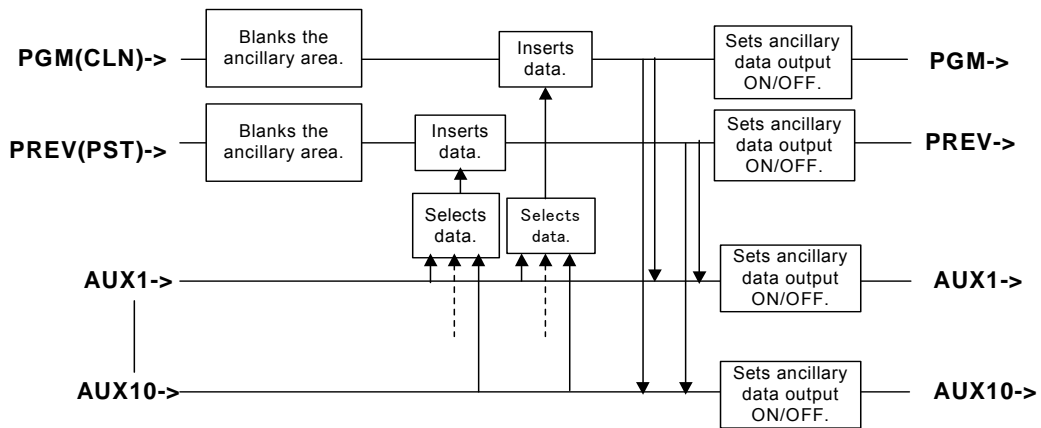 PGM(CLN)->
Blanks the
ancillary area.
Inserts
data.
Sets ancillary
data output
ON/OFF.
PGM->
PREV(PST)->
Blanks the
ancillary area.
Inserts
data.
Sets ancillary
data output
ON/OFF.
PREV->
Selects
data.
Selects
data.
AUX1->
Sets ancillary
data output
ON/OFF.
AUX1->
AUX10->
Sets ancillary
data output
ON/OFF.
AUX10->